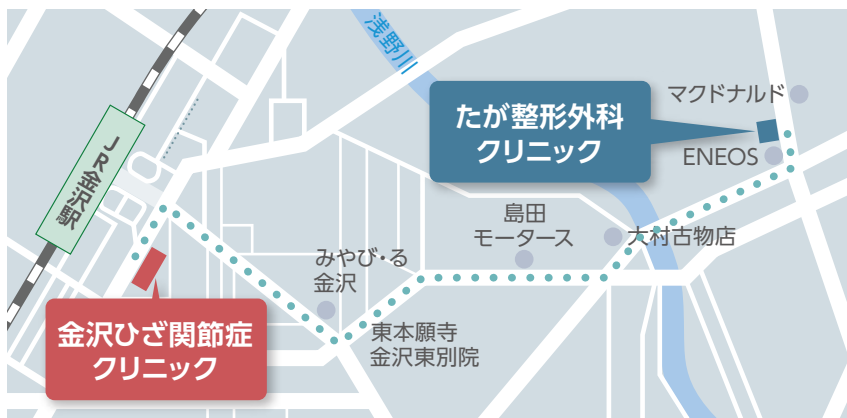 浅野川
マクドナルド
たが整形外科
クリニック
ENEOS
JR金沢駅
島田
モータース
大村古物店
みやび・る
金沢
金沢ひざ関節症
クリニック
東本願寺
金沢東別院